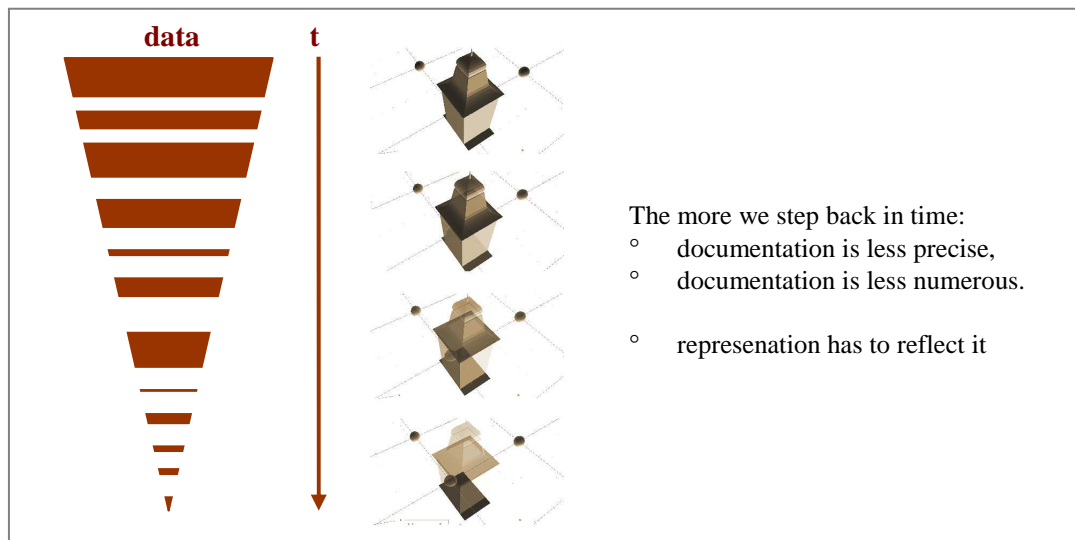 data t
The more we step back in time:
° documentation is less precise,
° documentation is less numerous.
° represenation has to reflect it